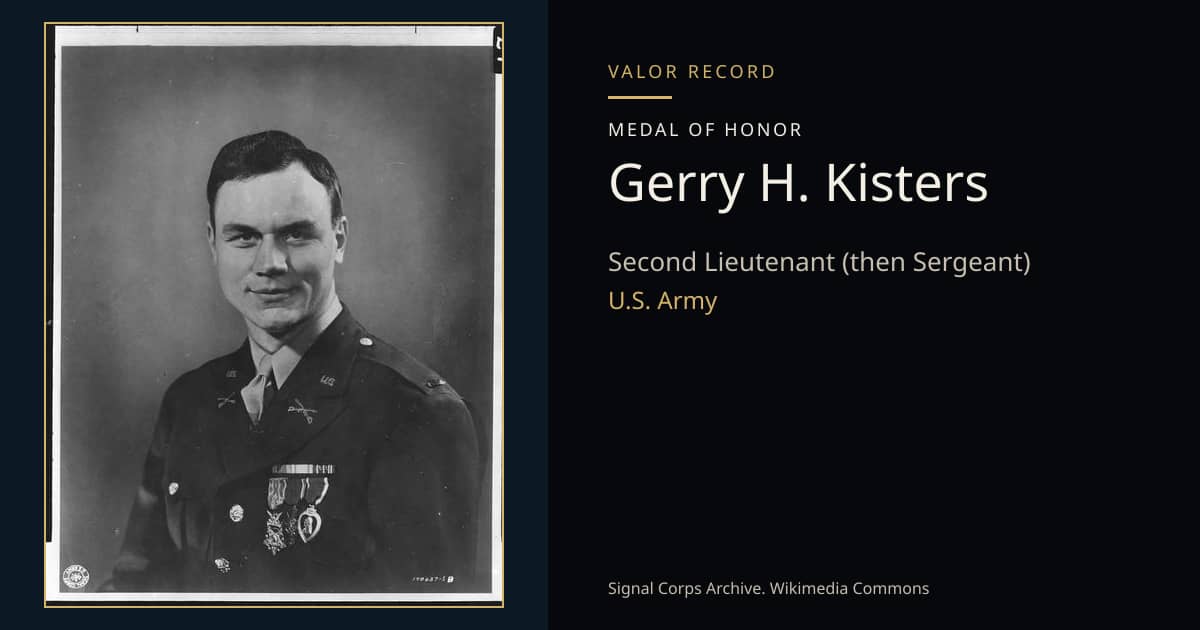 VALOR RECORD
MEDAL OF HONOR
Gerry H. Kisters
Second Lieutenant (then Sergeant)
U.S. Army
Signal Corps Archive. Wikimedia Commons